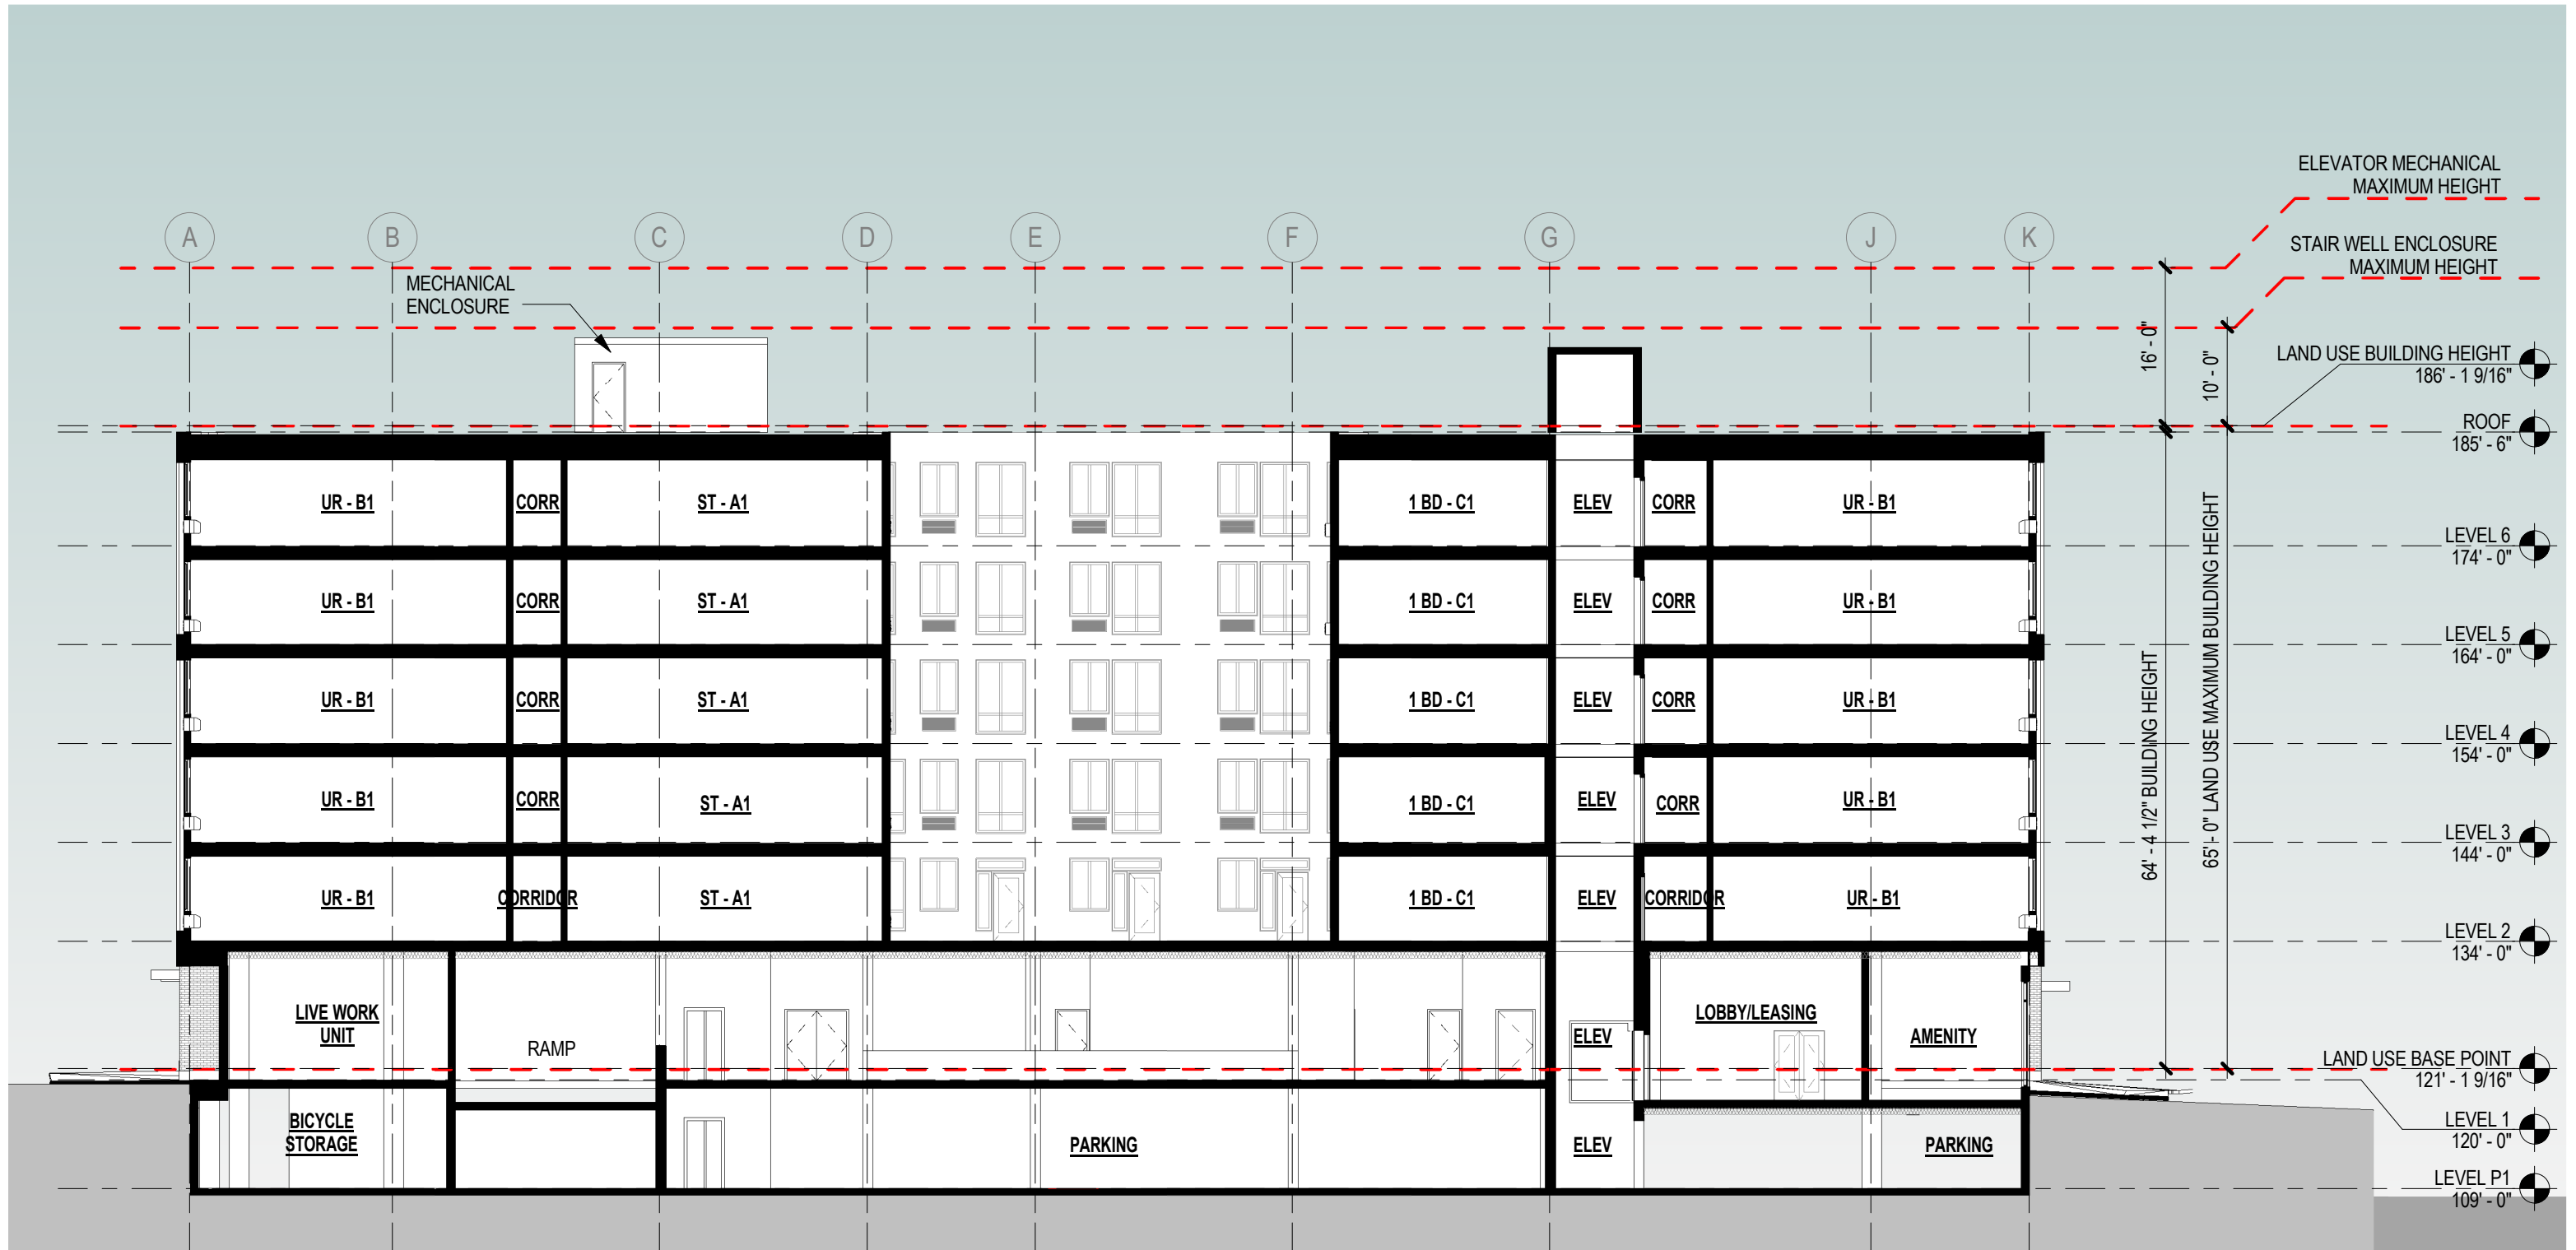 ELEVATOR MECHANICAL
MAXIMUM HEIGHT
A B C D E F G J K
STAIR WELL ENCLOSURE
MAXIMUM HEIGHT
MECHANICAL
ENCLOSURE
16' - 0"
10' - 0"
LAND USE BUILDING HEIGHT
186' - 1 9/16"
ROOF
185' - 6"
UR - B1 CORR ST - A1 1 BD - C1 ELEV CORR UR - B1
LEVEL 6
174' - 0"
UR - B1 CORR ST - A1 1 BD - C1 ELEV CORR UR - B1
LEVEL 5
164' - 0"
UR - B1 CORR ST - A1 1 BD - C1 ELEV CORR UR - B1
LEVEL 4
154' - 0"
64' - 4 1/2" BUILDING HEIGHT
65' - 0" LAND USE MAXIMUM BUILDING HEIGHT
UR - B1 CORR ST - A1 1 BD - C1 ELEV CORR UR - B1
LEVEL 3
144' - 0"
UR - B1 CORRIDOR ST - A1 1 BD - C1 ELEV CORRIDOR UR - B1
LEVEL 2
134' - 0"
LIVE WORK
UNIT
RAMP
ELEV
LOBBY/LEASING
AMENITY
LAND USE BASE POINT
121' - 1 9/16"
BICYCLE
STORAGE
PARKING
ELEV
PARKING
LEVEL 1
120' - 0"
LEVEL P1
109' - 0"